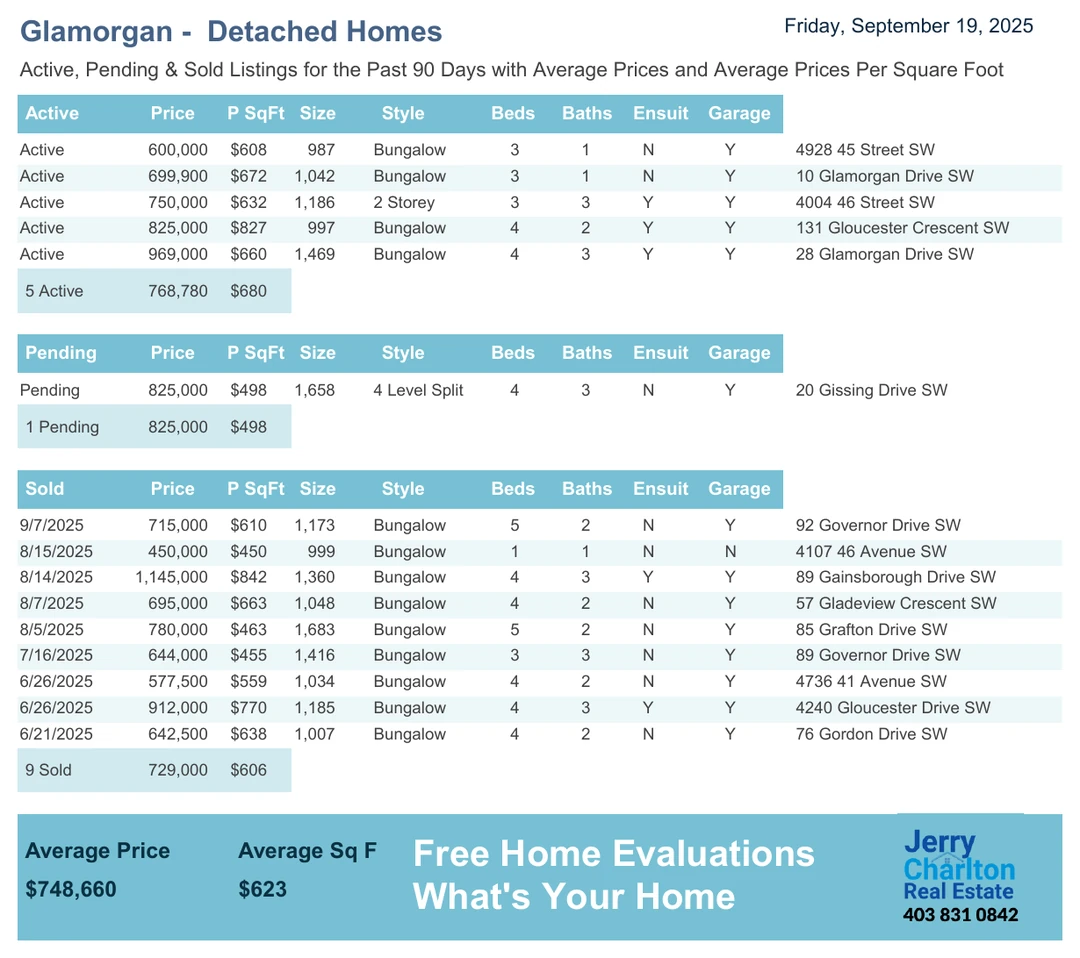 Glamorgan - Detached Homes
Friday, September 19, 2025
Active, Pending & Sold Listings for the Past 90 Days with Average Prices and Average Prices Per Square Foot
Active Price P SqFt Size Style Beds Baths Ensuit Garage
Active 600,000 $608 987 Bungalow 3 1 N Y 4928 45 Street SW
Active 699,900 $672 1,042 Bungalow 3 1 N Y 10 Glamorgan Drive SW
Active 750,000 $632 1,186 2 Storey 3 3 Y Y 4004 46 Street SW
Active 825,000 $827 997 Bungalow 4 2 Y Y 131 Gloucester Crescent SW
Active 969,000 $660 1,469 Bungalow 4 3 Y Y 28 Glamorgan Drive SW
5 Active 768,780 $680
Pending Price P SqFt Size Style Beds Baths Ensuit Garage
Pending 825,000 $498 1,658 4 Level Split 4 3 N Y 20 Gissing Drive SW
1 Pending 825,000 $498
Sold Price P SqFt Size Style Beds Baths Ensuit Garage
9/7/2025 715,000 $610 1,173 Bungalow 5 2 N Y 92 Governor Drive SW
8/15/2025 450,000 $450 999 Bungalow 1 1 N N 4107 46 Avenue SW
8/14/2025 1,145,000 $842 1,360 Bungalow 4 3 Y Y 89 Gainsborough Drive SW
8/7/2025 695,000 $663 1,048 Bungalow 4 2 N Y 57 Gladeview Crescent SW
8/5/2025 780,000 $463 1,683 Bungalow 5 2 N Y 85 Grafton Drive SW
7/16/2025 644,000 $455 1,416 Bungalow 3 3 N Y 89 Governor Drive SW
6/26/2025 577,500 $559 1,034 Bungalow 4 2 N Y 4736 41 Avenue SW
6/26/2025 912,000 $770 1,185 Bungalow 4 3 Y Y 4240 Gloucester Drive SW
6/21/2025 642,500 $638 1,007 Bungalow 4 2 N Y 76 Gordon Drive SW
9 Sold 729,000 $606
Average Price Average Sq F
$748,660 $623
Free Home Evaluations
What's Your Home
Jerry
Charlton
Real Estate
403 831 0842